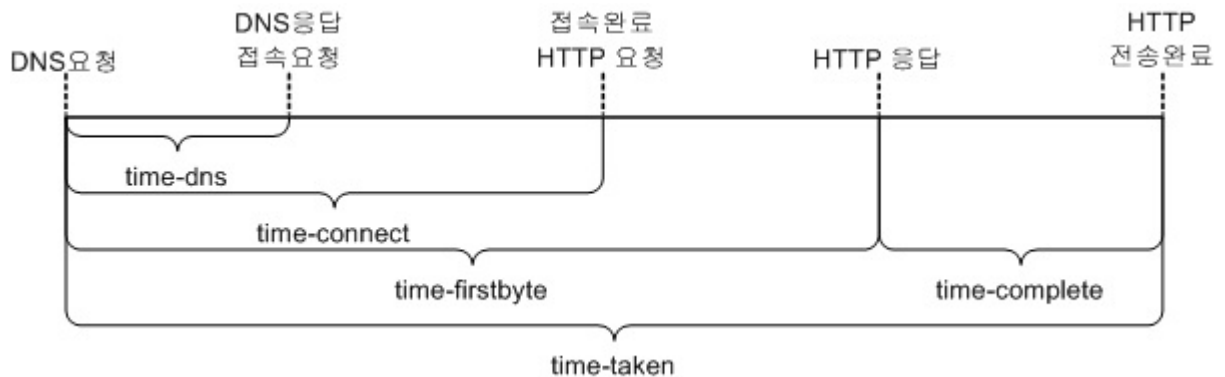 DNS요청
DNS응답
접속요청
접속완료
HTTP 요청
HTTP 응답
HTTP
전송완료
time-dns
time-connect
time-firstbyte
time-complete
time-taken